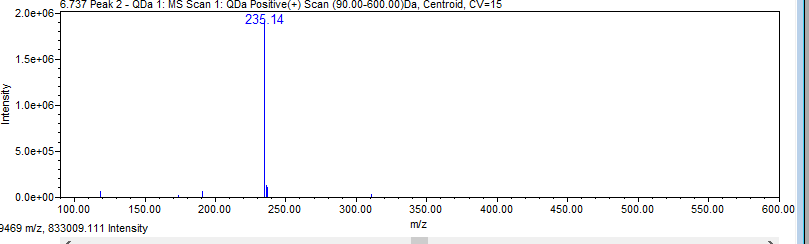 6.737 Peak 2 - QDa 1: MS Scan 1: QDa Positive(+) Scan (90.00-600.00)Da, Centroid, CV=15
2.0e+06
235.14
1.5e+06
1.0e+06
5.0e+05
0.0e+00
Intensity
100.00 150.00 200.00 250.00 300.00 350.00 400.00 450.00 500.00 550.00 600.00
m/z
9469 m/z, 833009.111 Intensity